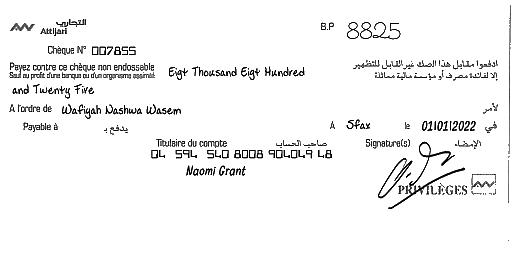 التجاري
Attijari
B.P 8825
Chèque N° 007855
Payez contre ce chèque non endossable
Sauf au profit d'une banque ou d'un organisme assimilé
Eigt Thousand Eigt Hundred
ادفعوا مقابل هذا الصك غير القابل للتظهير
إلا لفائدة مصرف أو مؤسسة مالية مماثلة
and Twenty Five
A l'ordre de Wafiyah Nashwa Wasem لأمر
Payable à يدفع بـ A Sfax le 01/01/2022 في
Titulaire du compte صاحب الحساب Signature(s) الإمضاء
04 594 540 8008 904049 48
Naomi Grant
PRIVILÈGES